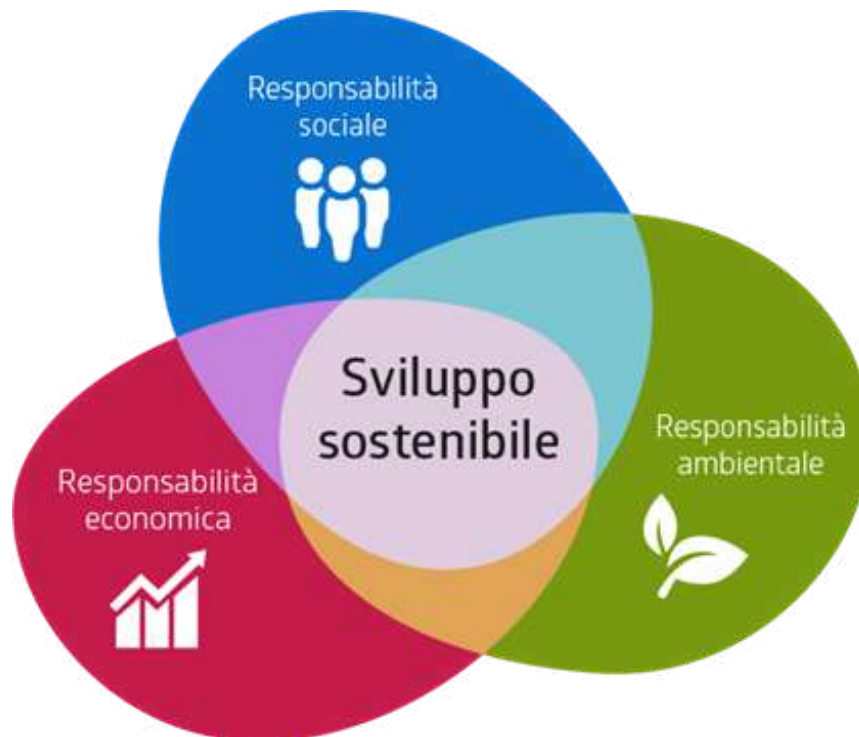 Responsabilità
sociale
Sviluppo
sostenibile
Responsabilità
ambientale
Responsabilità
economica